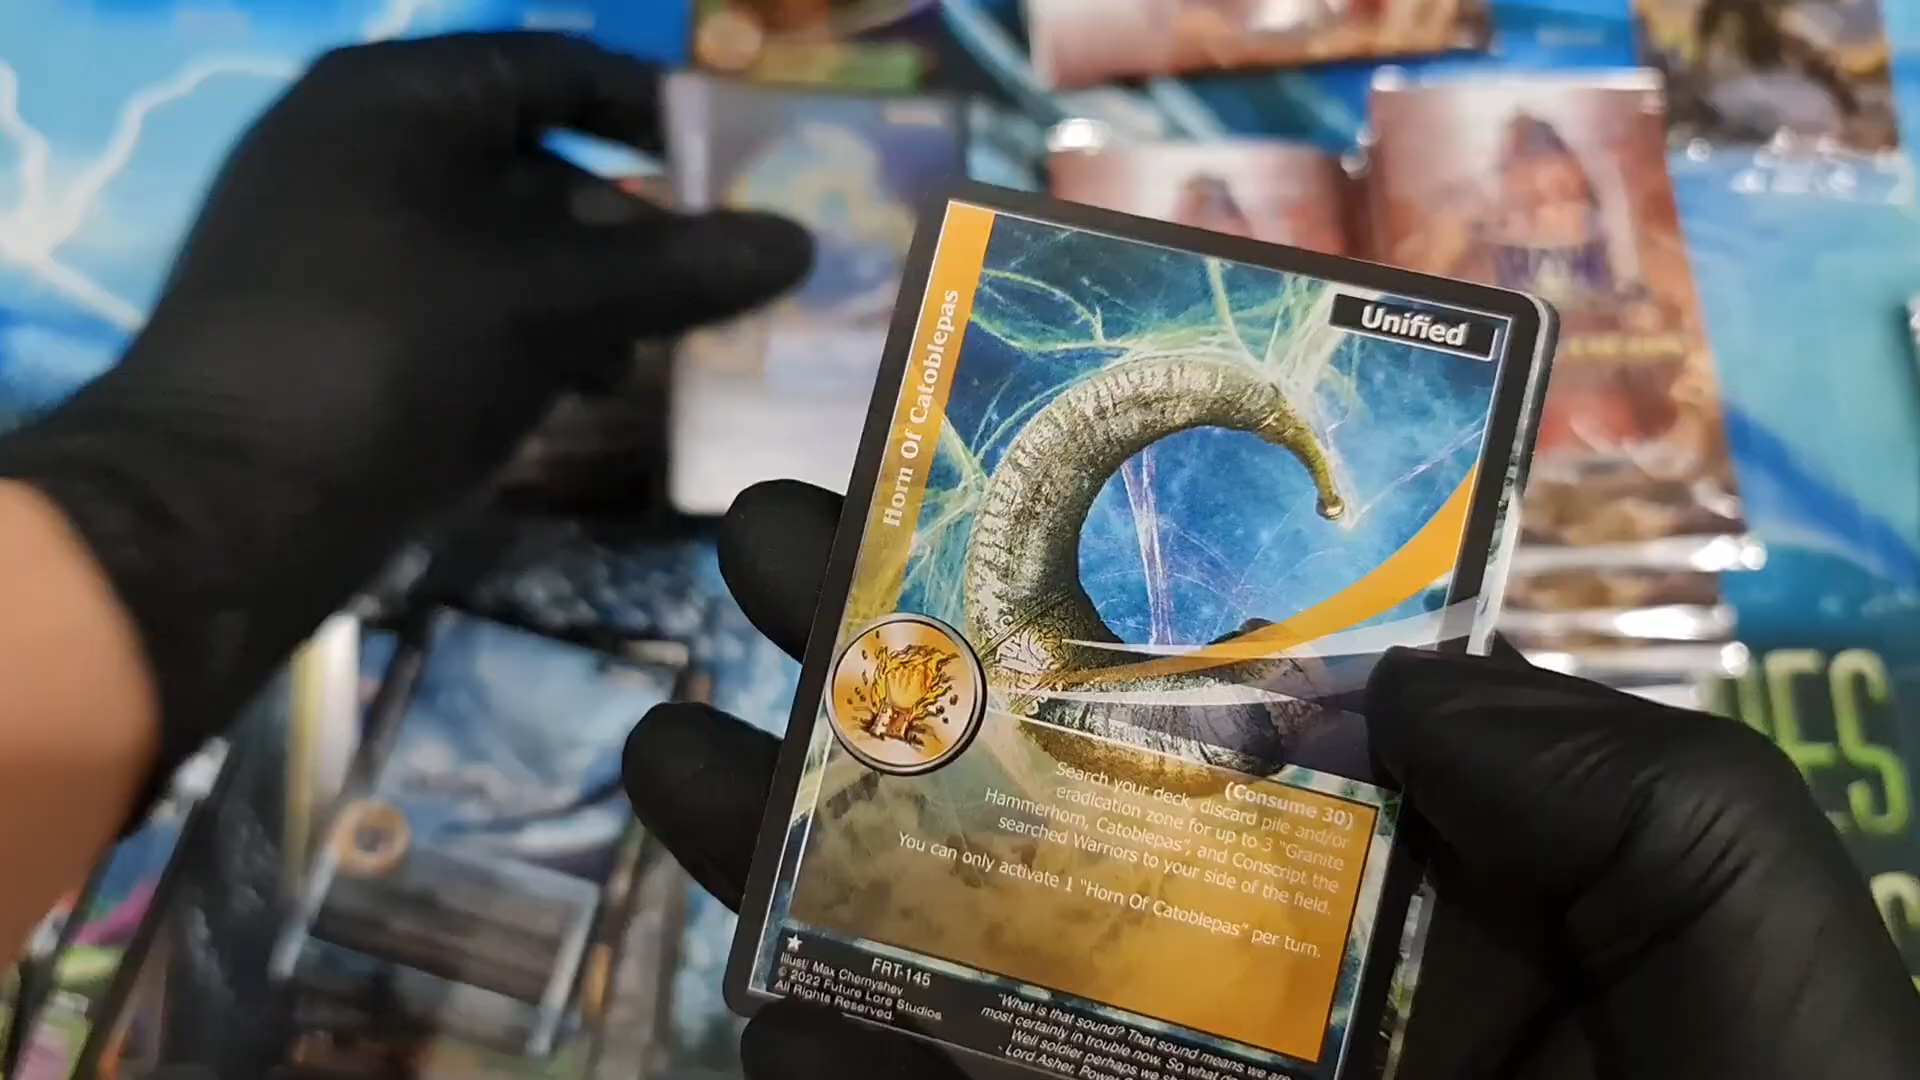 Unified
Horn Of Catoblepas
(Consume 30)
Search your deck, discard pile and/or
eradication zone for up to 3 "Granite
Hammerhorn, Catoblepas", and Conscript the
searched Warriors to your side of the field.
You can only activate 1 "Horn Of Catoblepas" per turn.
FRT-145
Illust/ Max Chernyshev
© 2022 Future Lore Studios
All Rights Reserved.
"What is that sound? That sound means we are
most certainly in trouble now. So what do
Well soldier perhaps we
- Lord Asher, Power